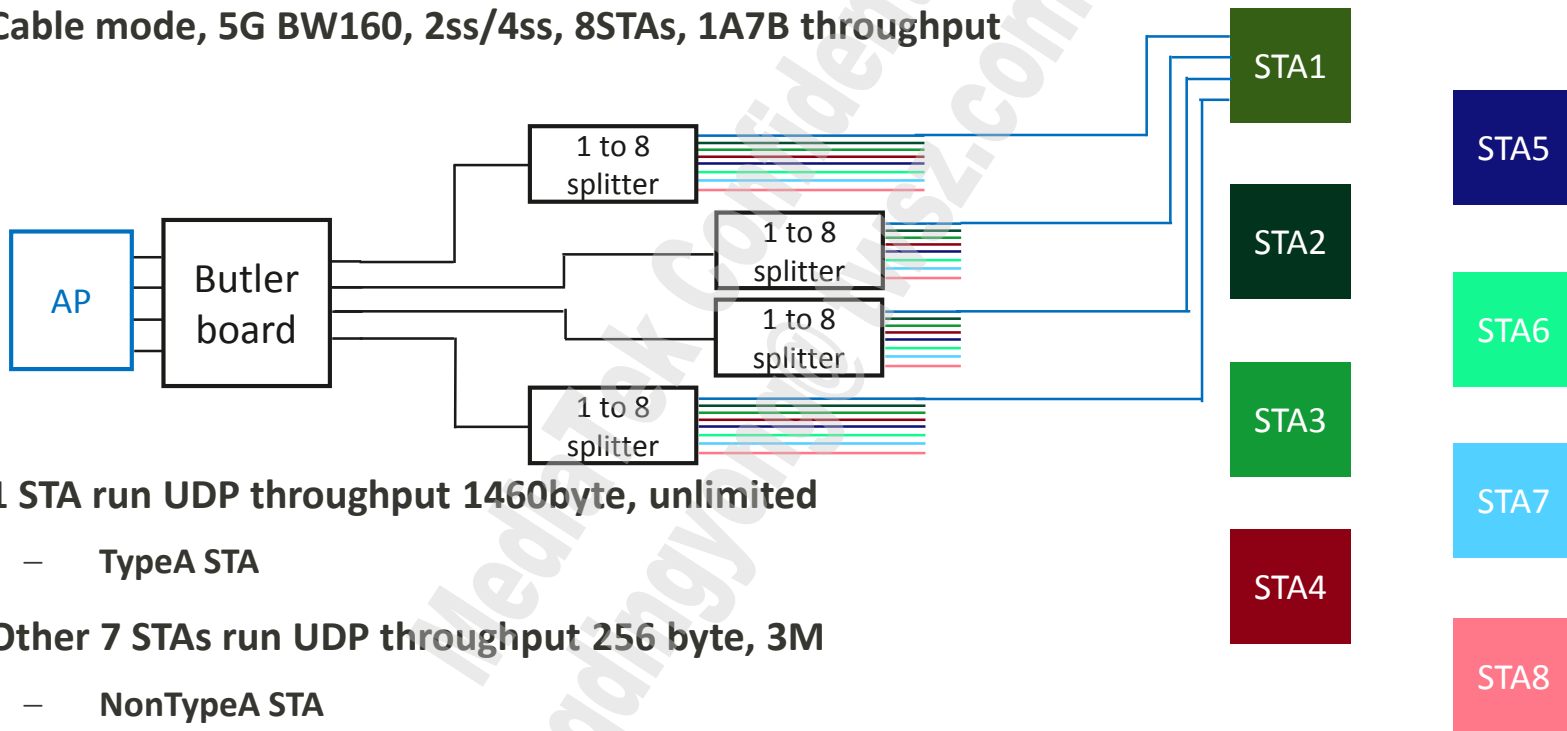 Cable mode, 5G BW160, 2ss/4ss, 8STAs, 1A7B throughput
AP
Butler
board
1 to 8
splitter
1 to 8
splitter
1 to 8
splitter
1 to 8
splitter
STA1
STA2
STA3
STA4
STA5
STA6
STA7
STA8
1 STA run UDP throughput 1460byte, unlimited
– TypeA STA
Other 7 STAs run UDP throughput 256 byte, 3M
– NonTypeA STA
MediaTek Confident